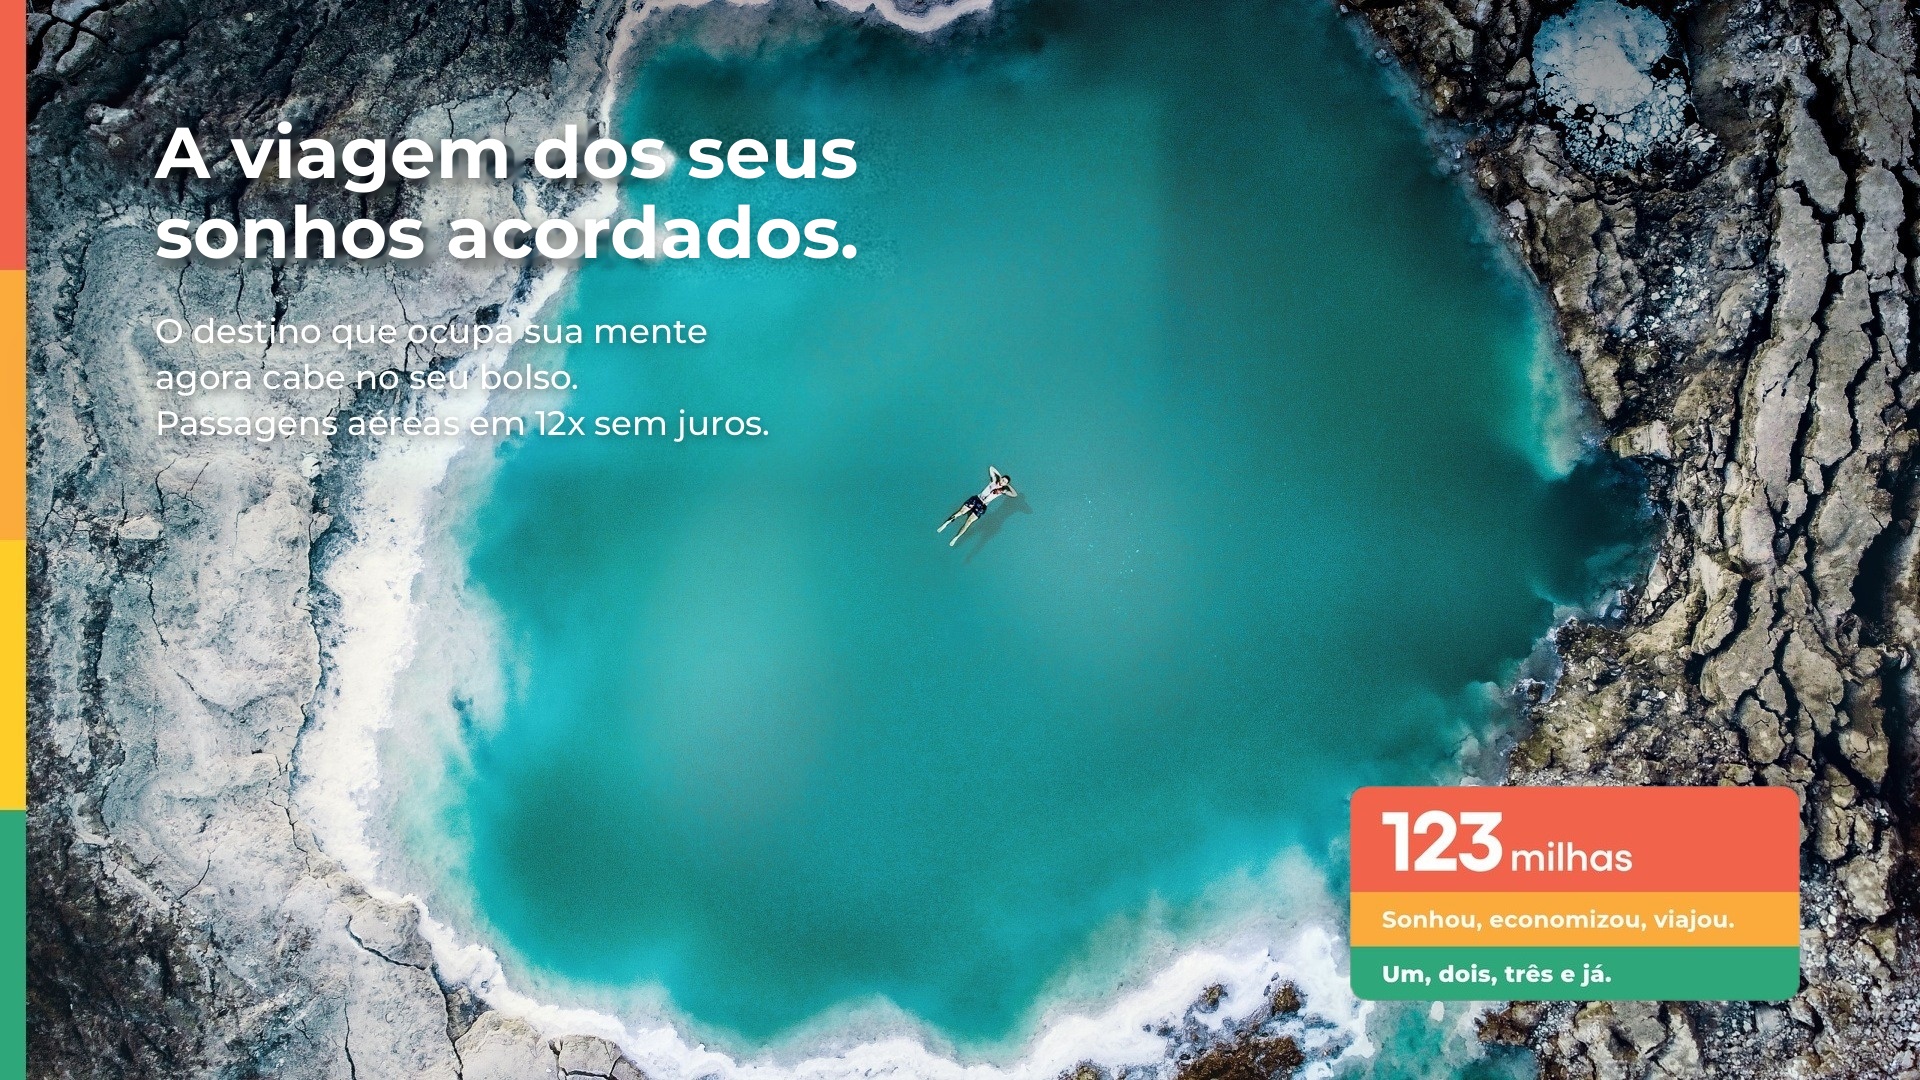 A viagem dos seus
sonhos acordados.
O destino que ocupa sua mente
agora cabe no seu bolso.
Passagens aéreas em 12x sem juros.
123 milhas
Sonhou, economizou, viajou.
Um, dois, três e já.